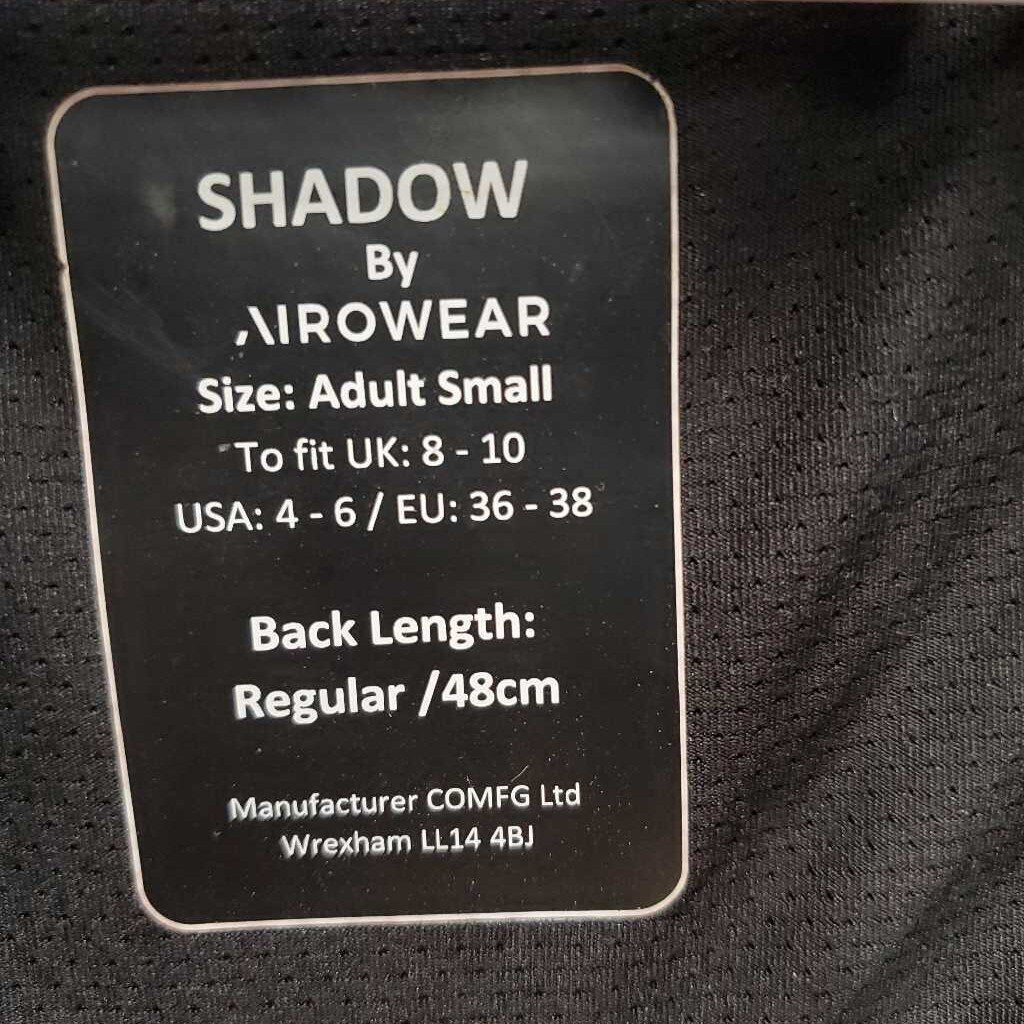 SHADOW
By
AIROWEAR
Size: Adult Small
To fit UK: 8 - 10
USA: 4 - 6 / EU: 36 - 38
Back Length:
Regular /48cm
Manufacturer COMFG Ltd
Wrexham LL14 4BJ